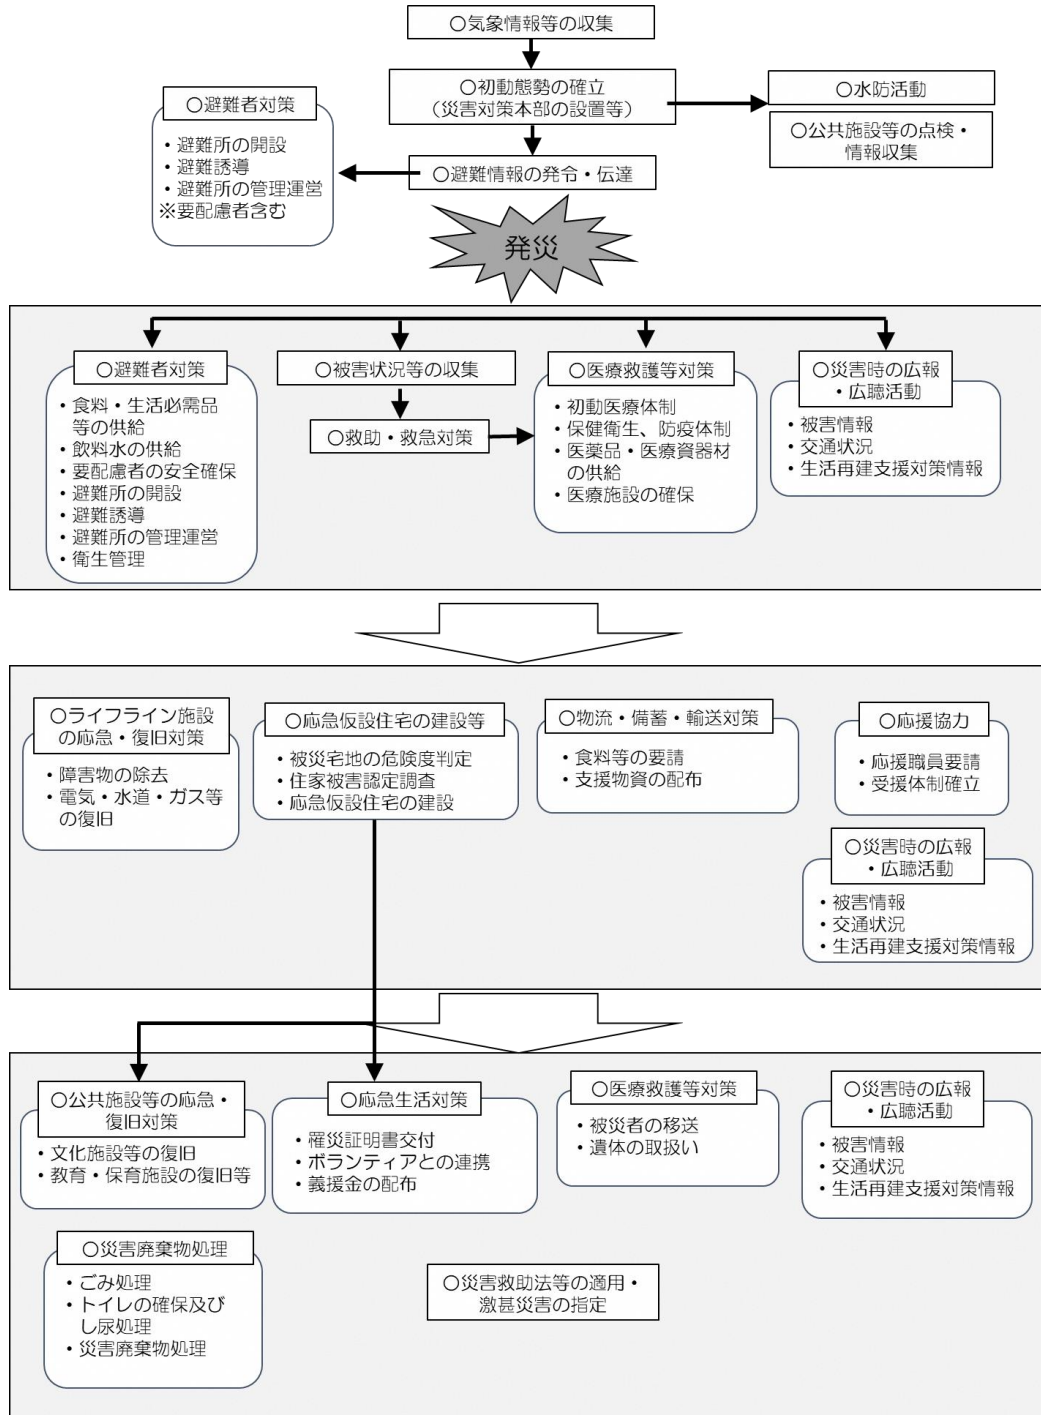 ○気象情報等の収集
○初動態勢の確立
（災害対策本部の設置等）
○水防活動
○公共施設等の点検・
情報収集
○避難情報の発令・伝達
○避難者対策
・避難所の開設
・避難誘導
・避難所の管理運営
※要配慮者含む
発災
○避難者対策
・食料・生活必需品
等の供給
・飲料水の供給
・要配慮者の安全確保
・避難所の開設
・避難誘導
・避難所の管理運営
・衛生管理
○被害状況等の収集
○救助・救急対策
○医療救護等対策
・初動医療体制
・保健衛生、防疫体制
・医薬品・医療資器材
の供給
・医療施設の確保
○災害時の広報
・広聴活動
・被害情報
・交通状況
・生活再建支援対策情報
○ライフライン施設
の応急・復旧対策
・障害物の除去
・電気・水道・ガス等
の復旧
○応急仮設住宅の建設等
・被災宅地の危険度判定
・住家被害認定調査
・応急仮設住宅の建設
○物流・備蓄・輸送対策
・食料等の要請
・支援物資の配布
○応援協力
・応援職員要請
・受援体制確立
○災害時の広報
・広聴活動
・被害情報
・交通状況
・生活再建支援対策情報
○公共施設等の応急・
復旧対策
・文化施設等の復旧
・教育・保育施設の復旧等
○応急生活対策
・罹災証明書交付
・ボランティアとの連携
・義援金の配布
○医療救護等対策
・被災者の移送
・遺体の取扱い
○災害時の広報
・広聴活動
・被害情報
・交通状況
・生活再建支援対策情報
○災害廃棄物処理
・ごみ処理
・トイレの確保及び
し尿処理
・災害廃棄物処理
○災害救助法等の適用・
激甚災害の指定